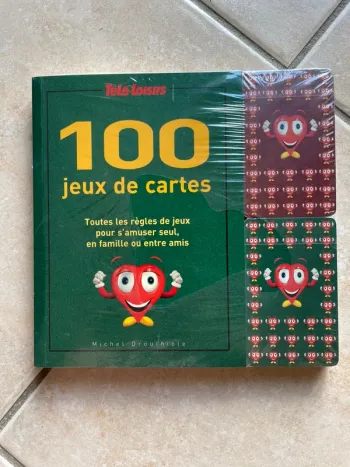 Télé Loisirs
100
jeux de cartes
Toutes les règles de jeux
pour s'amuser seul,
en famille ou entre amis
Michel